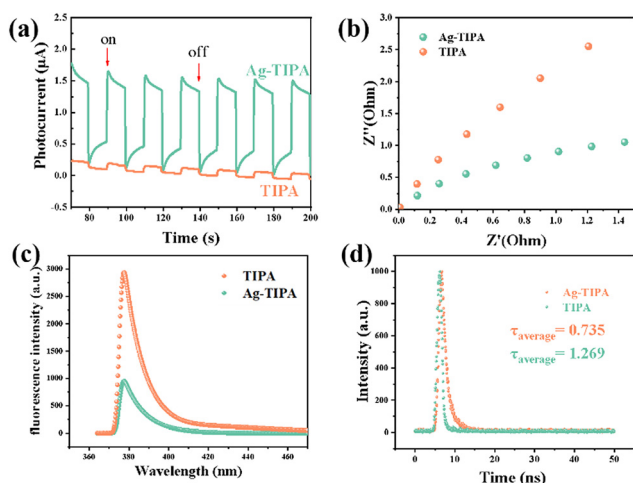 (a)
on
off
Ag-TIPA
TIPA
Photocurrent (μA)
2.5
2.0
1.5
1.0
0.5
0.0
-0.5
80 100 120 140 160 180 200
Time (s)
(b)
Ag-TIPA
TIPA
Z''(Ohm)
3.0
2.5
2.0
1.5
1.0
0.5
0.0
0.0 0.2 0.4 0.6 0.8 1.0 1.2 1.4
Z'(Ohm)
(c)
TIPA
Ag-TIPA
fluorescence intensity (a.u.)
3000
2500
2000
1500
1000
500
0
360 380 400 420 440 460
Wavelength (nm)
(d)
Ag-TIPA
TIPA
τaverage= 0.735
τaverage= 1.269
Intensity (a.u.)
1000
800
600
400
200
0
0 10 20 30 40 50
Time (ns)